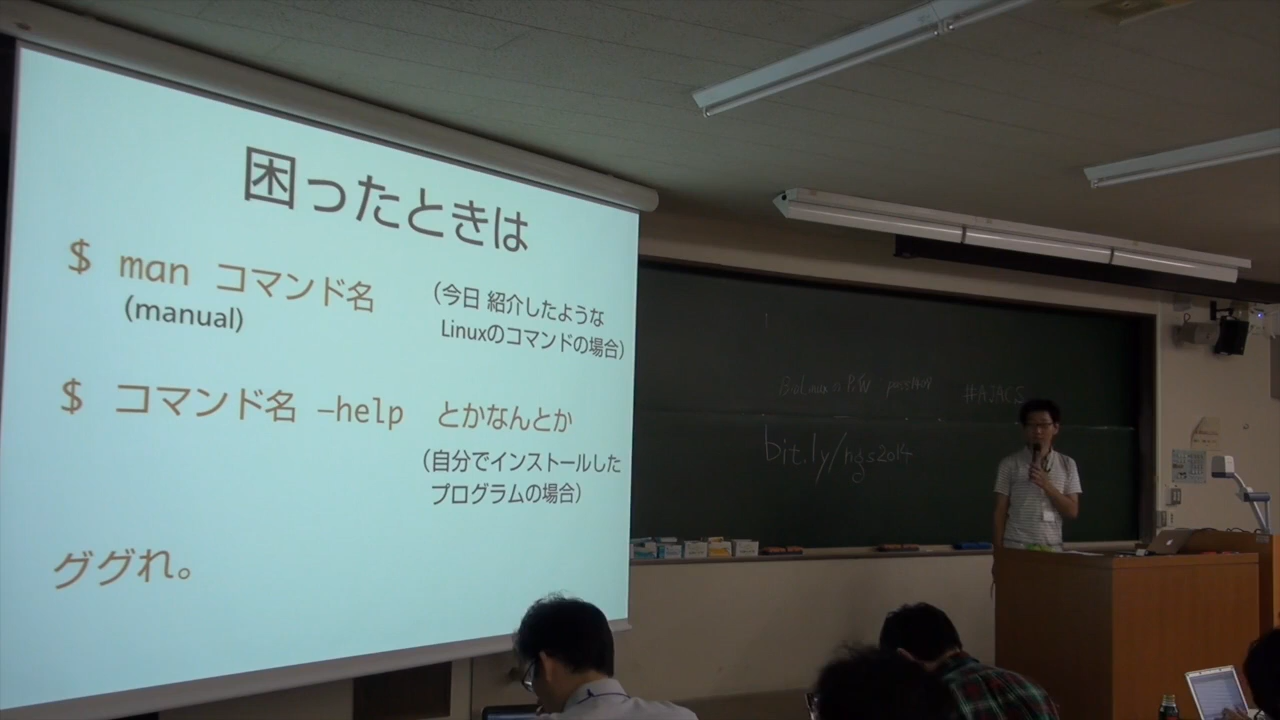 困ったときは
$ man コマンド名
(manual)
（今日 紹介したような
Linuxのコマンドの場合）
$ コマンド名 –help とかなんとか
（自分でインストールした
プログラムの場合）
ググれ。
#AJACS
bit.ly/ngs2014